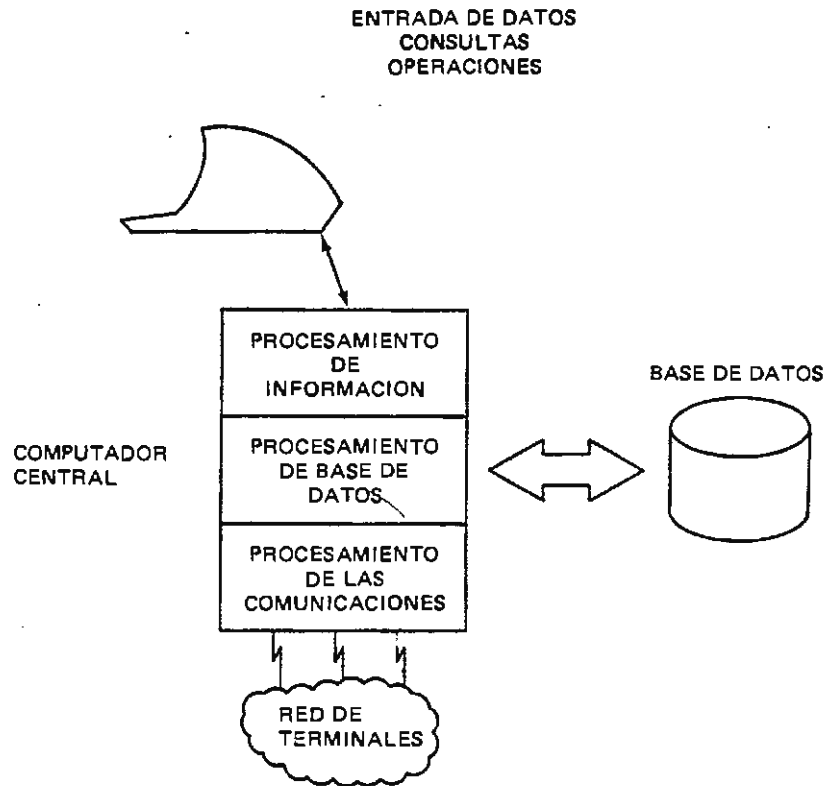 ENTRADA DE DATOS
CONSULTAS
OPERACIONES
PROCESAMIENTO
DE
INFORMACION
BASE DE DATOS
COMPUTADOR
CENTRAL
PROCESAMIENTO
DE BASE DE
DATOS
PROCESAMIENTO
DE LAS
COMUNICACIONES
RED DE
TERMINALES